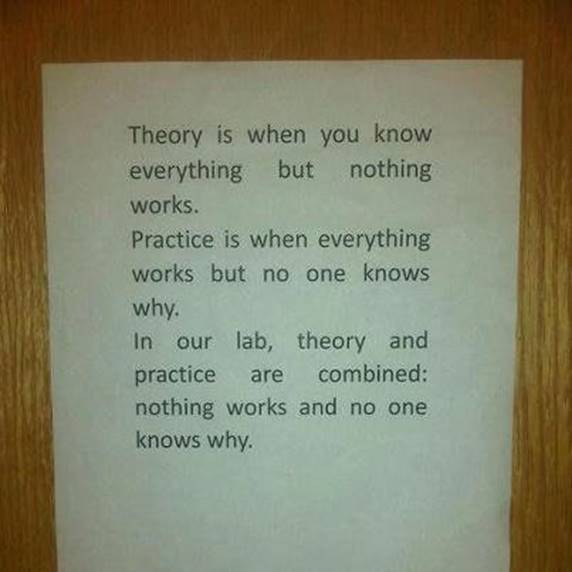 Theory is when you know
everything but nothing
works.
Practice is when everything
works but no one knows
why.
In our lab, theory and
practice are combined:
nothing works and no one
knows why.